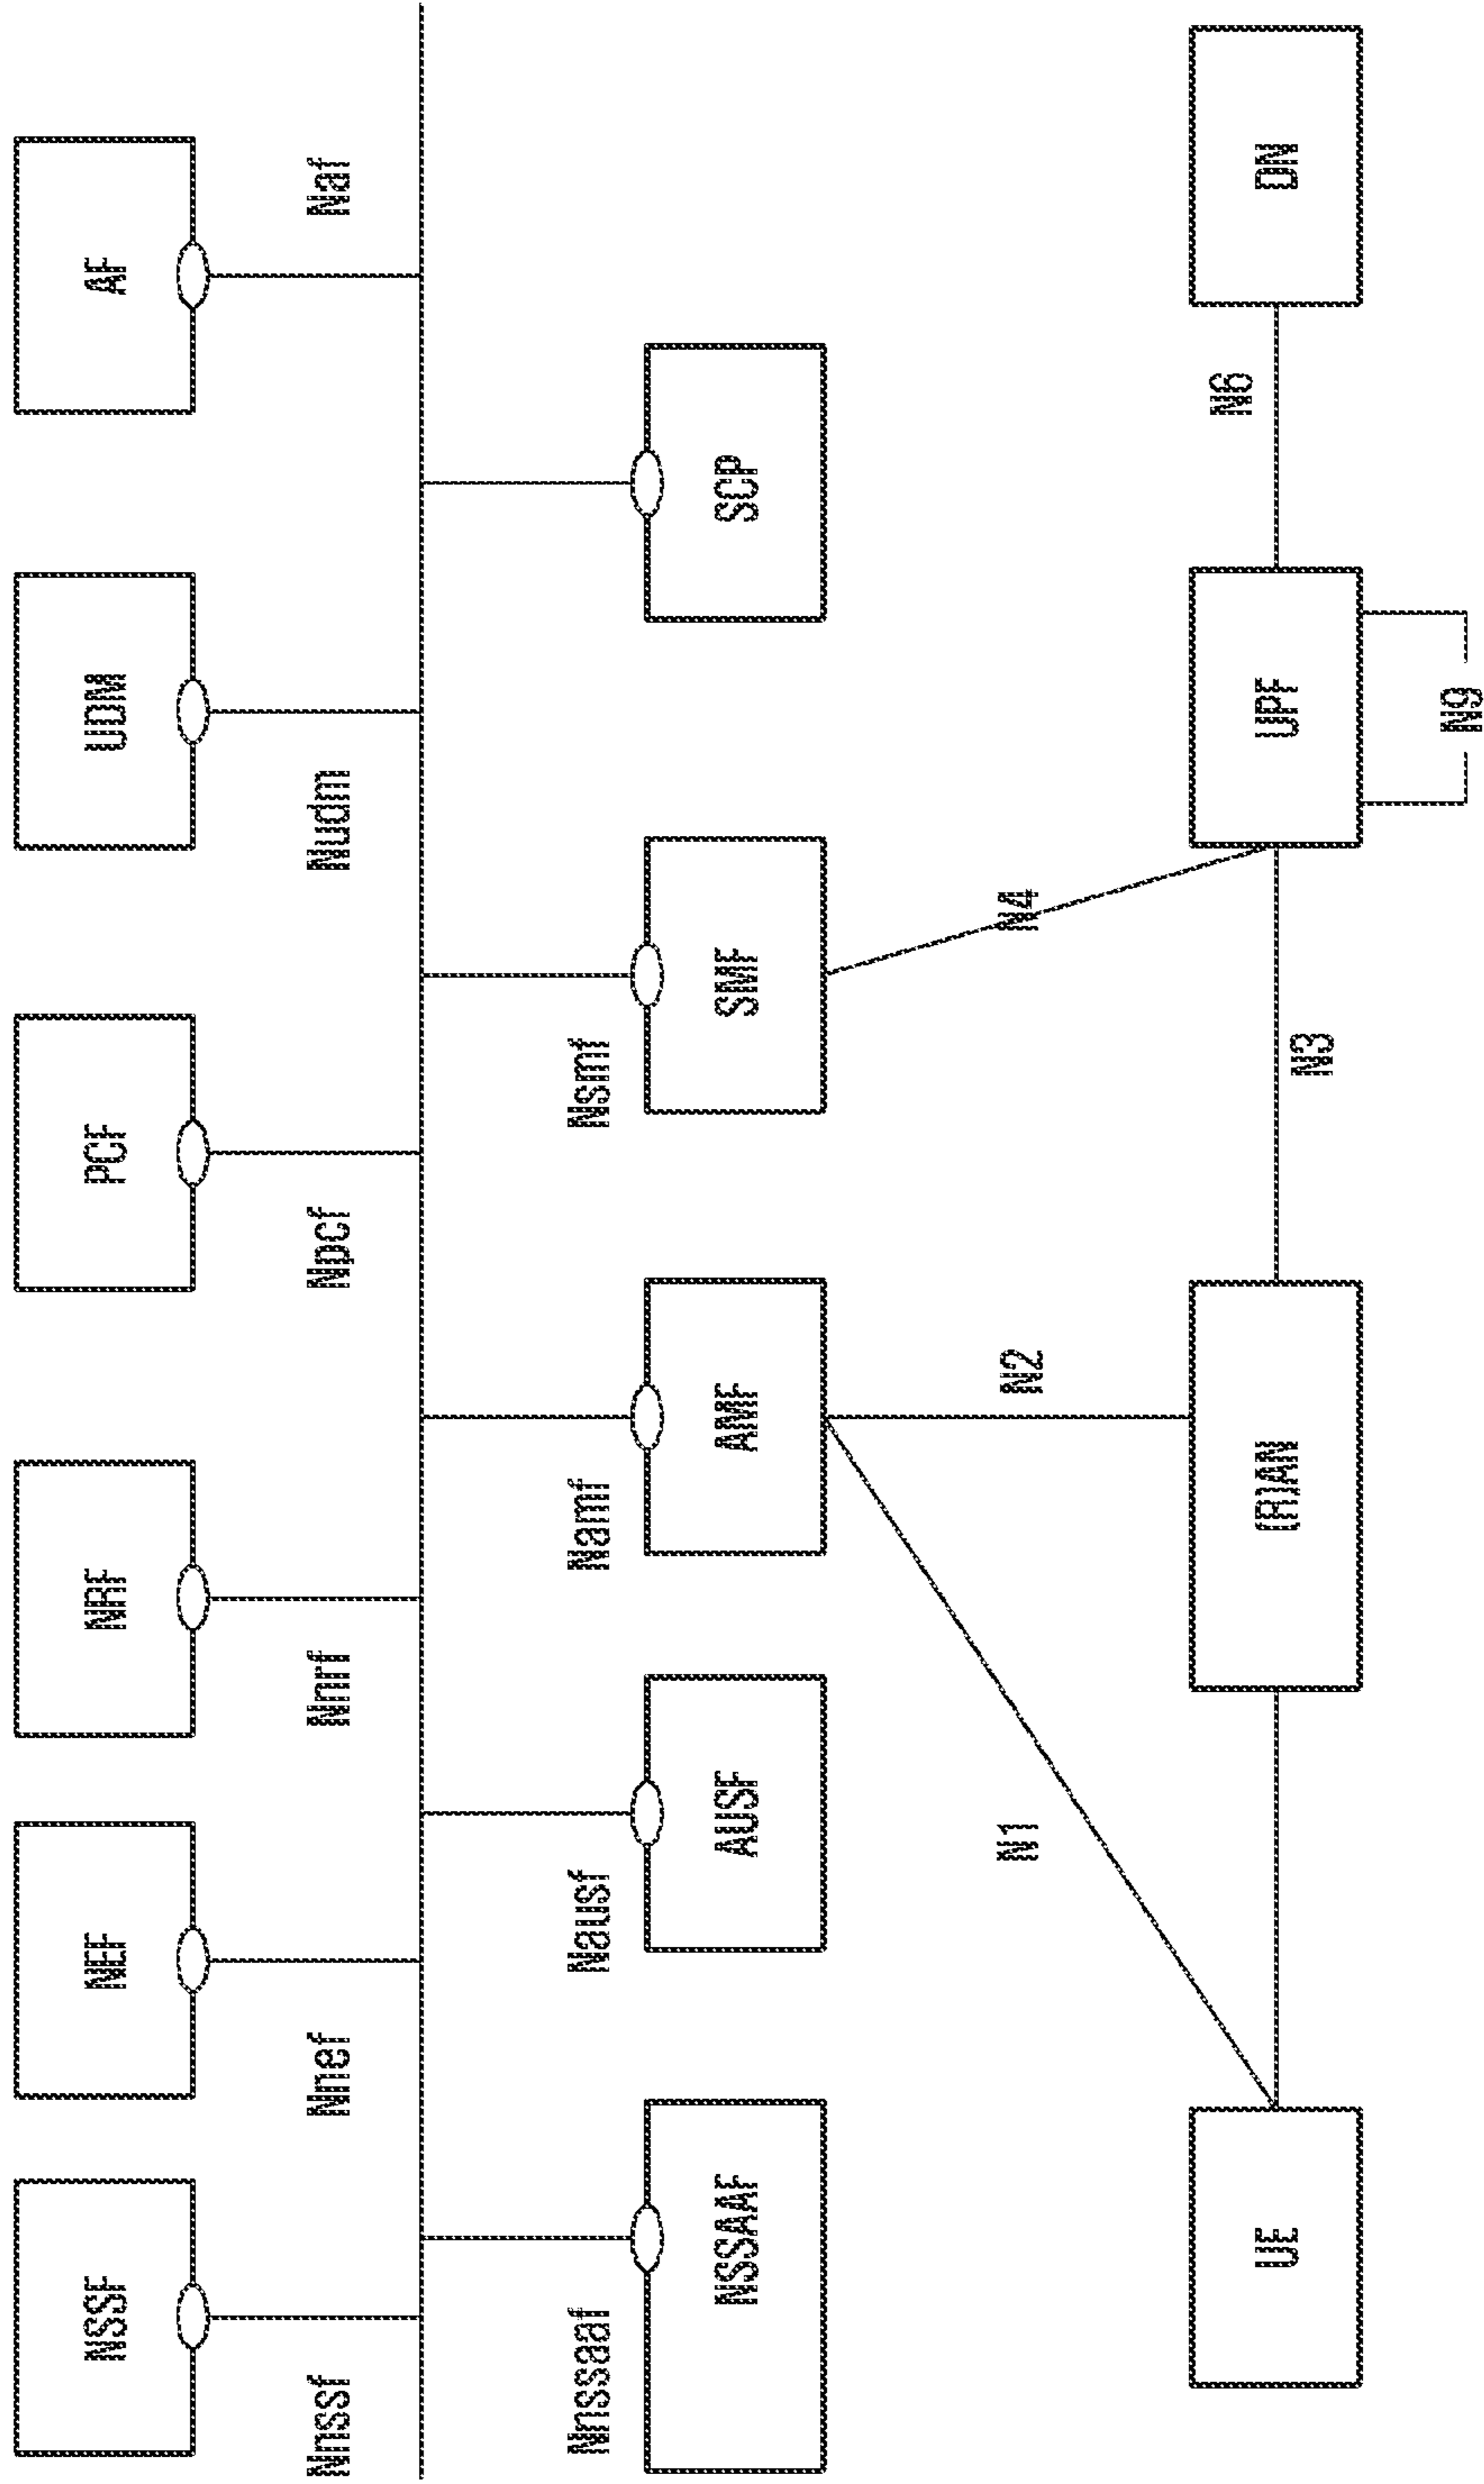 NSSF
NEF
NRF
PCF
UDM
AF
Nnssf
Nnef
Nnrf
Npcf
Nudm
Naf
Nnssaaf
Nausf
Namf
Nsmf
NSSAAF
AUSF
AMF
SMF
SCP
N1
N2
N4
N6
UE
(R)AN
UPF
DN
N3
N9